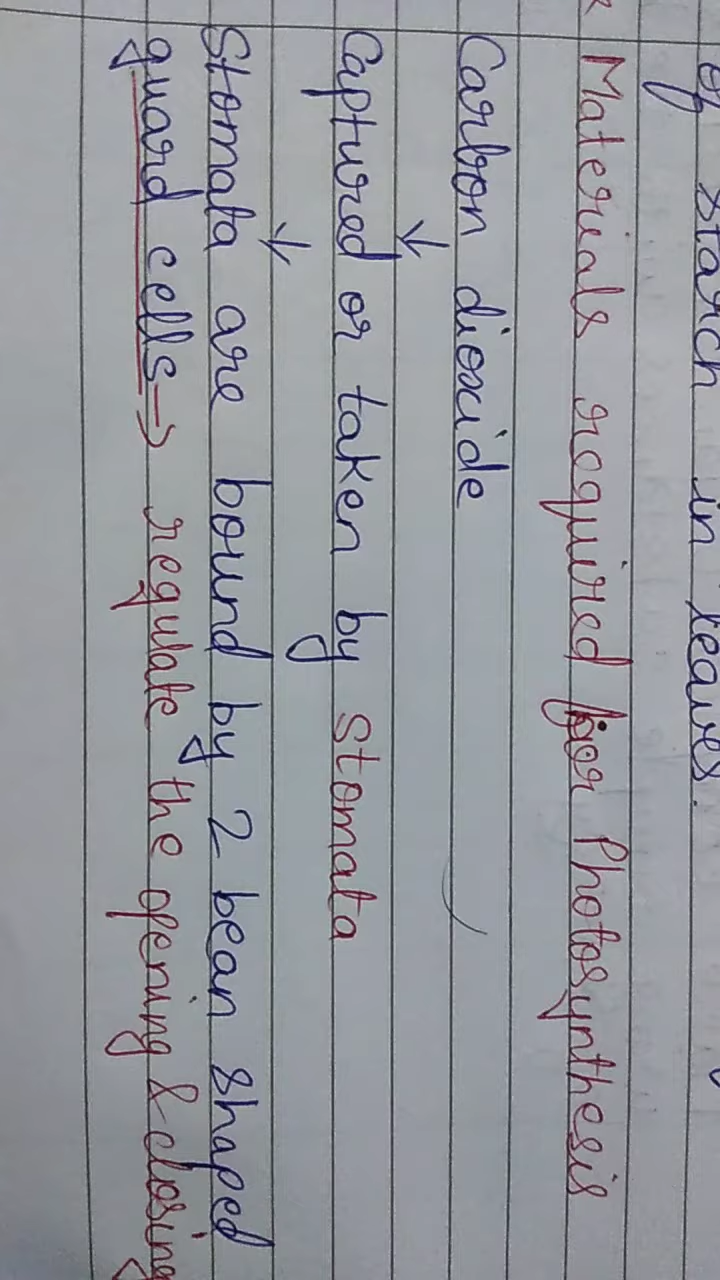 of starch in leaves.
* Materials required for Photosynthesis
Carbon dioxide
↓
Captured or taken by stomata
↓
Stomata are bound by 2 bean shaped
guard cells → regulate the opening & closing